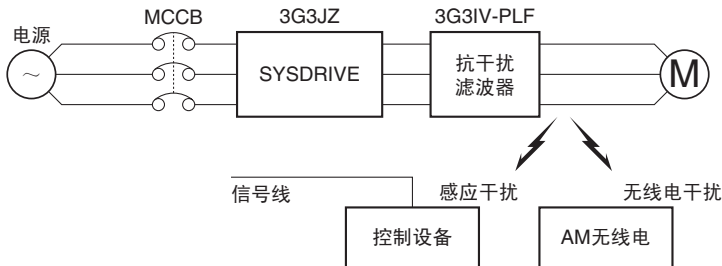 电源
MCCB
3G3JZ
3G3IV-PLF
~
SYSDRIVE
抗干扰
滤波器
M
信号线
感应干扰
无线电干扰
控制设备
AM无线电